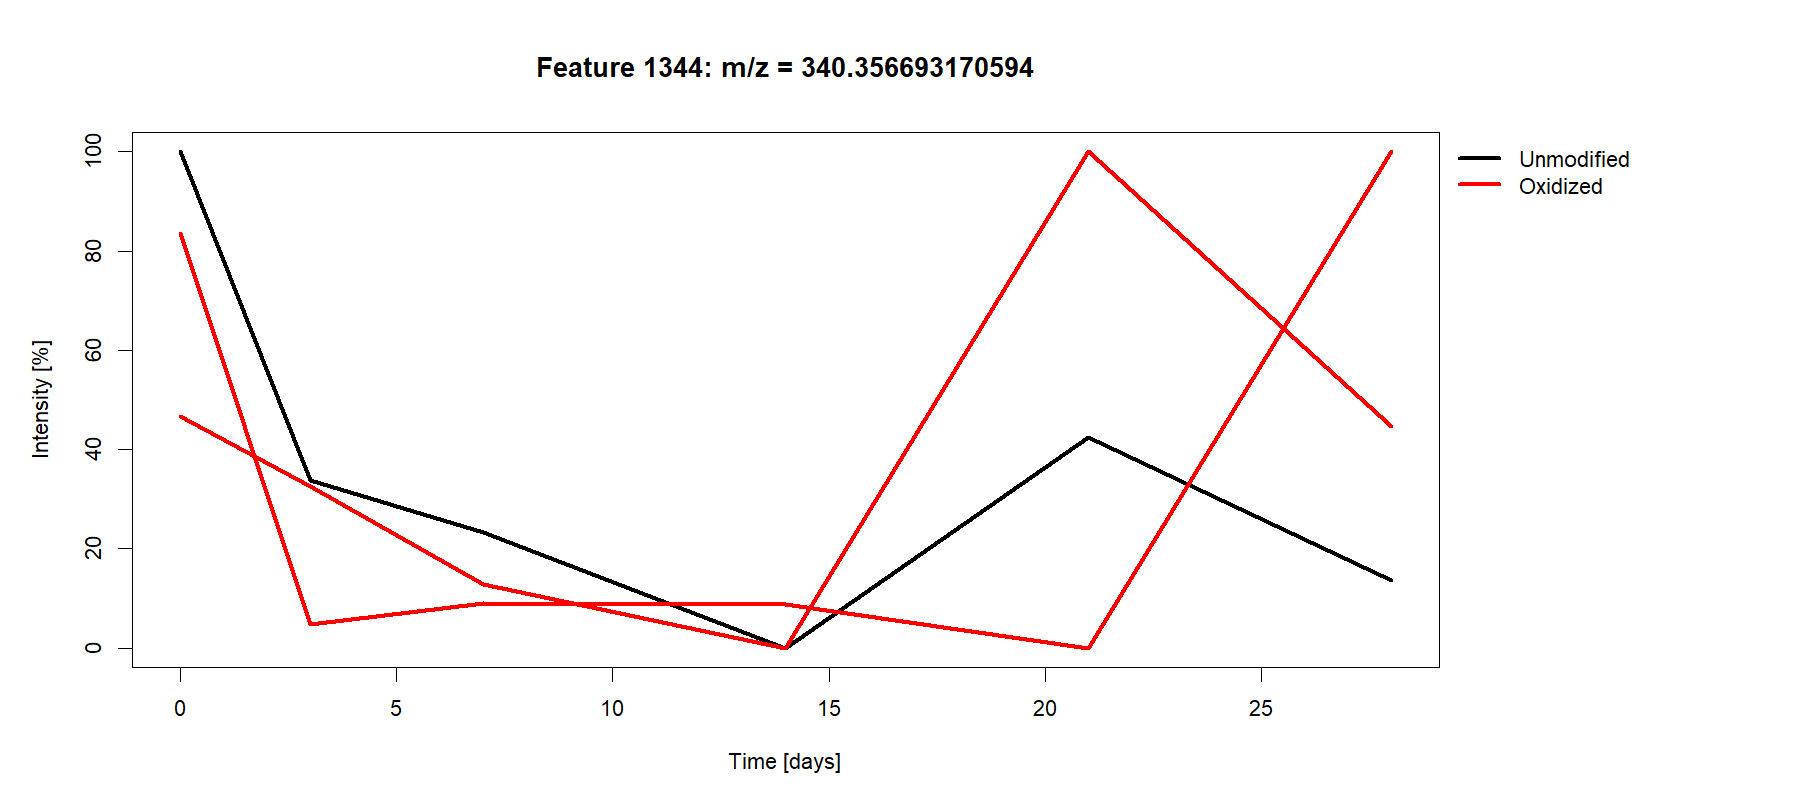 Feature 1344: m/z = 340.356693170594
100
80
60
40
20
0
Intensity [%]
0 5 10 15 20 25
Time [days]
Unmodified
Oxidized